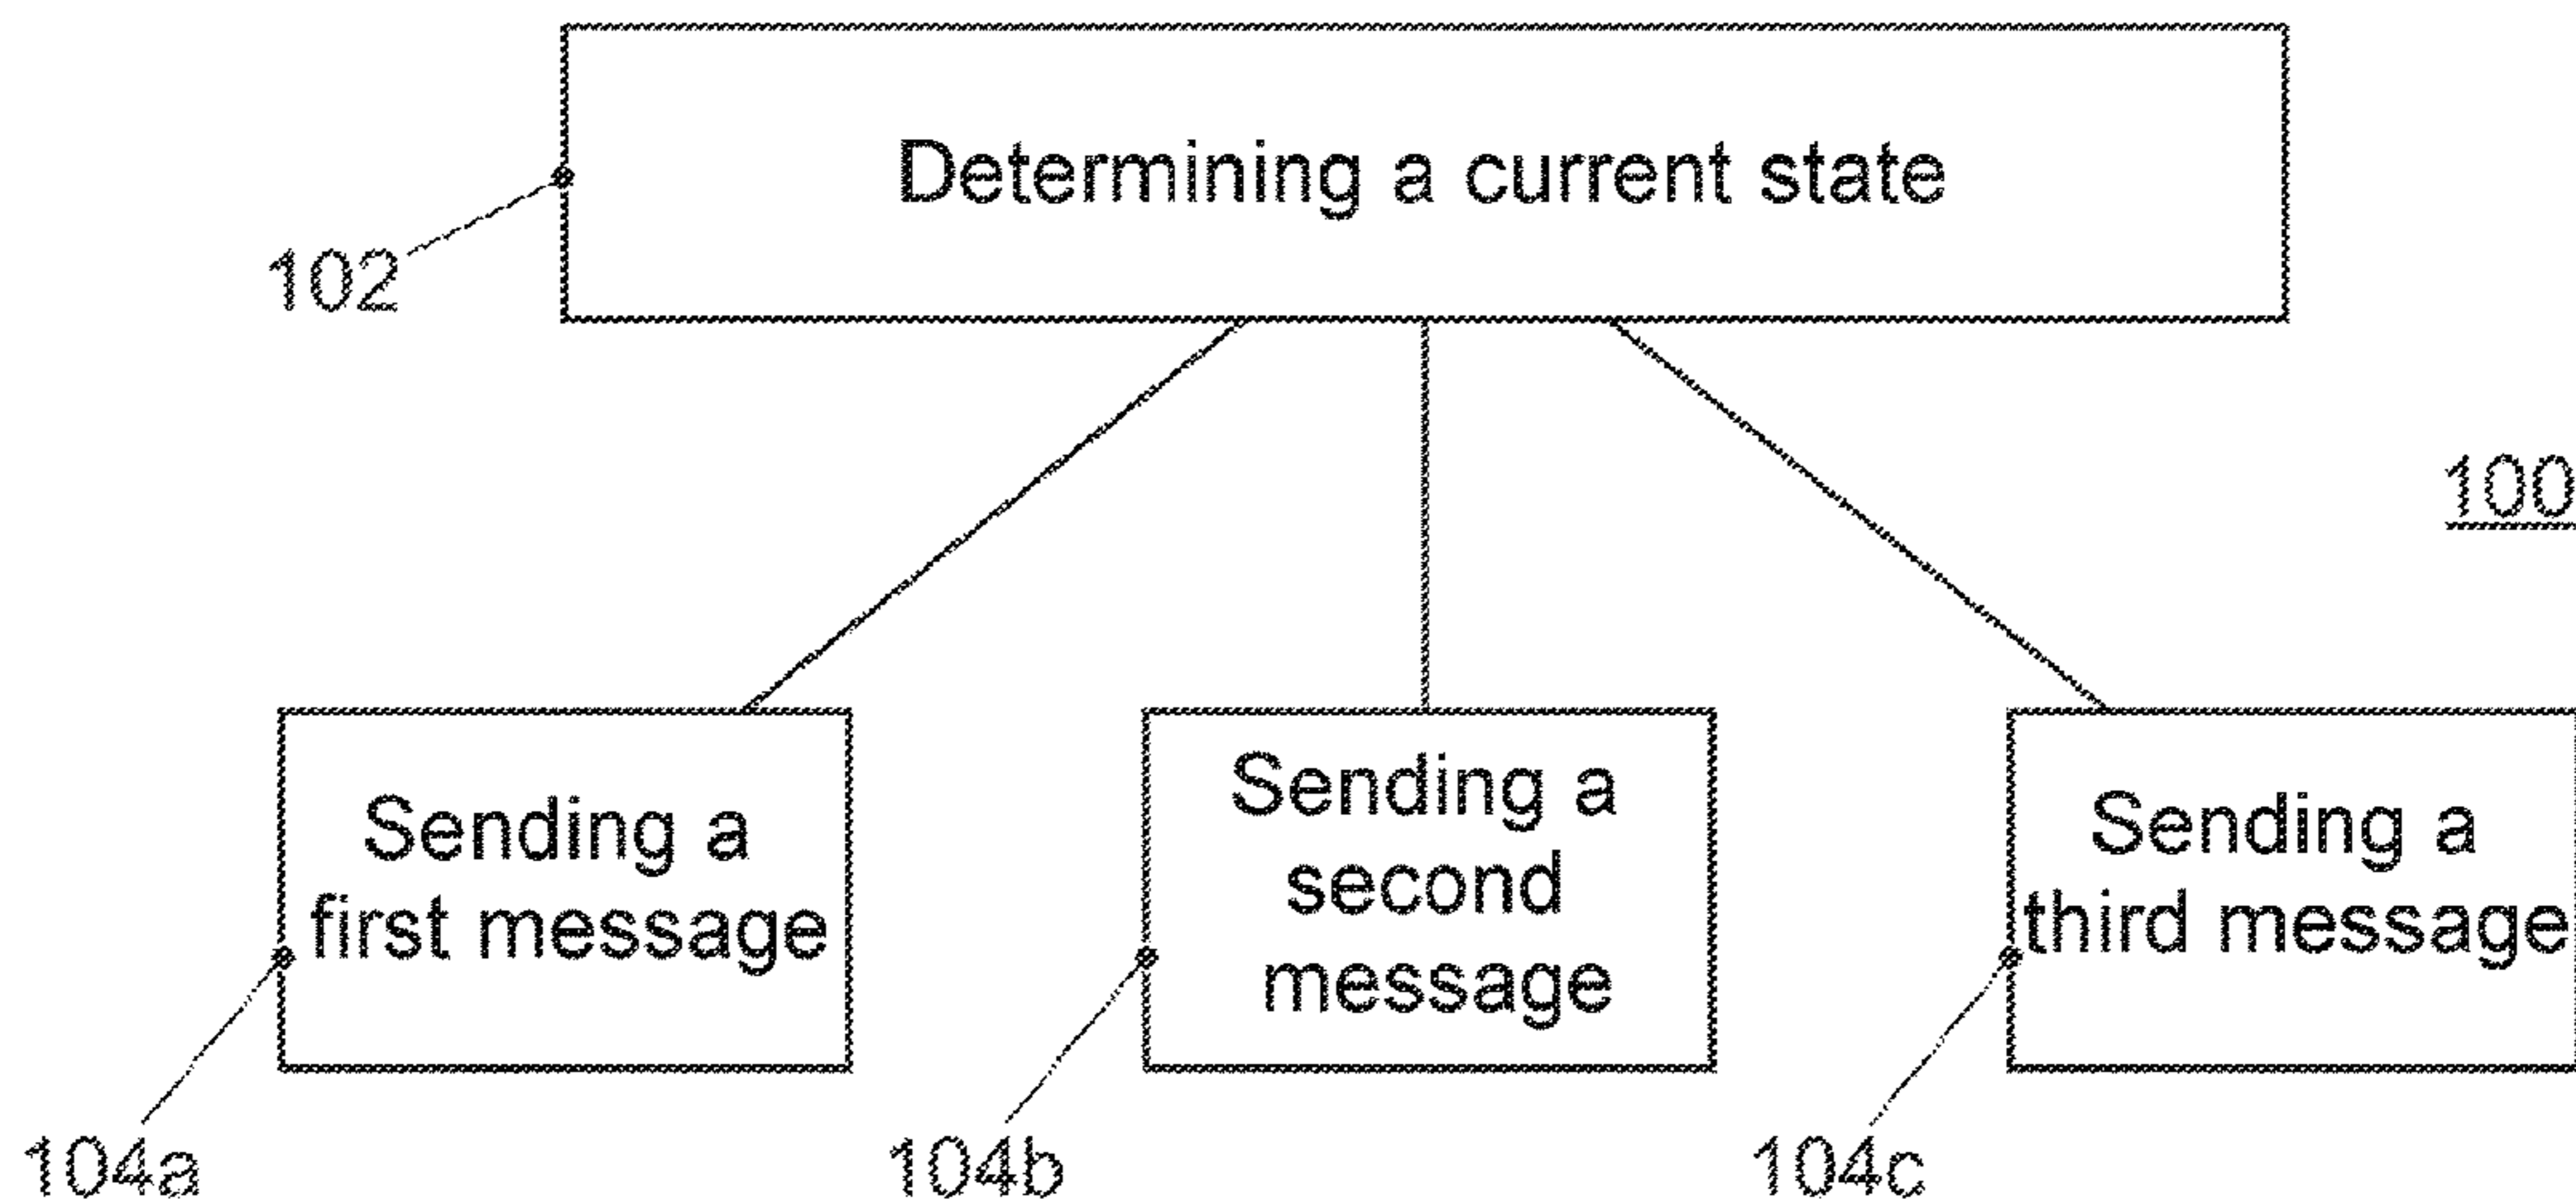 Determining a current state
102
100
Sending a
first message
Sending a
second
message
Sending a
third message
104a
104b
104c